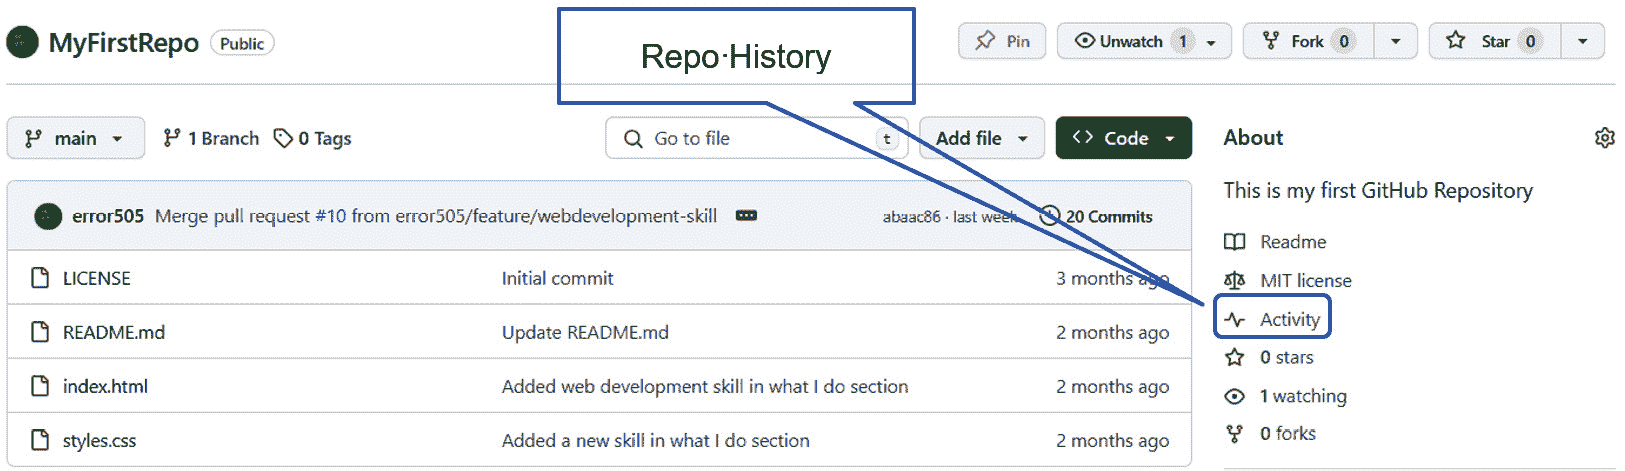 MyFirstRepo Public
Repo·History
Pin Unwatch 1 Fork 0 Star 0
main 1 Branch 0 Tags Go to file t Add file Code
error505 Merge pull request #10 from error505/feature/webdevelopment-skill abaac86 · last week 20 Commits
LICENSE Initial commit 3 months ago
README.md Update README.md 2 months ago
index.html Added web development skill in what I do section 2 months ago
styles.css Added a new skill in what I do section 2 months ago
About
This is my first GitHub Repository
Readme
MIT license
Activity
0 stars
1 watching
0 forks